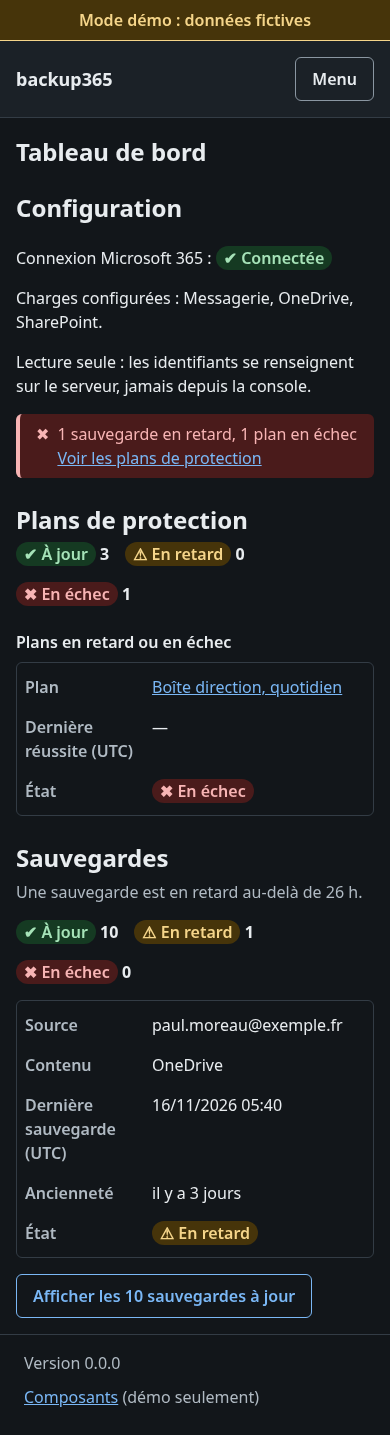 Mode démo : données fictives
backup365
Menu
Tableau de bord
Configuration
Connexion Microsoft 365 : ✔ Connectée
Charges configurées : Messagerie, OneDrive,
SharePoint.
Lecture seule : les identifiants se renseignent
sur le serveur, jamais depuis la console.
✖ 1 sauvegarde en retard, 1 plan en échec
Voir les plans de protection
Plans de protection
✔ À jour 3 ⚠ En retard 0
✖ En échec 1
Plans en retard ou en échec
Plan Boîte direction, quotidien
Dernière —
réussite (UTC)
État ✖ En échec
Sauvegardes
Une sauvegarde est en retard au-delà de 26 h.
✔ À jour 10 ⚠ En retard 1
✖ En échec 0
Source paul.moreau@exemple.fr
Contenu OneDrive
Dernière 16/11/2026 05:40
sauvegarde
(UTC)
Ancienneté il y a 3 jours
État ⚠ En retard
Afficher les 10 sauvegardes à jour
Version 0.0.0
Composants (démo seulement)